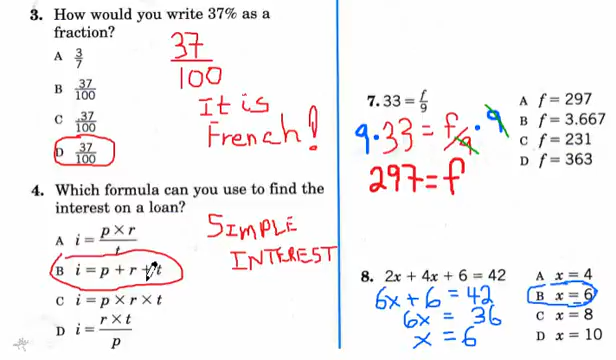 3. How would you write 37% as a
fraction?
A 3/7
B 37/100
C 37/100
D 37/100
37/100
It is
French!
4. Which formula can you use to find the
interest on a loan?
A i = p × r / t
B i = p + r + t
C i = p × r × t
D i = r × t / p
SIMPLE
INTEREST
7. 33 = f/9
9 · 33 = f/9 · 9
297 = f
A f = 297
B f = 3.667
C f = 231
D f = 363
8. 2x + 4x + 6 = 42
6x + 6 = 42
6x = 36
x = 6
A x = 4
B x = 6
C x = 8
D x = 10